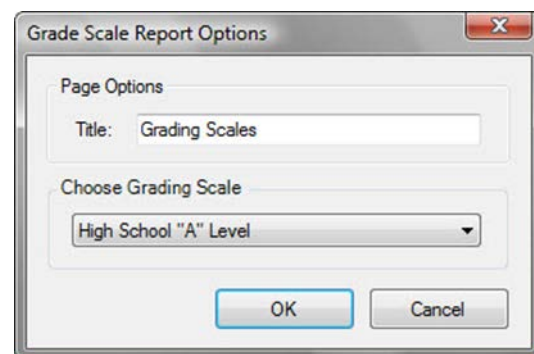 Grade Scale Report Options
Page Options
Title: Grading Scales
Choose Grading Scale
High School "A" Level
OK Cancel